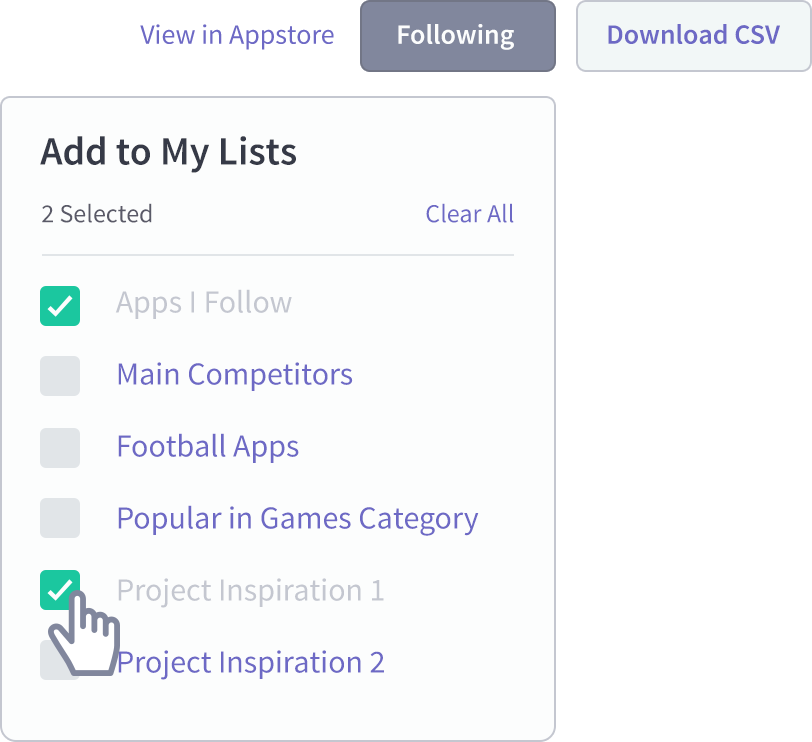 View in Appstore Following Download CSV
Add to My Lists
2 Selected Clear All
Apps I Follow
Main Competitors
Football Apps
Popular in Games Category
Project Inspiration 1
Project Inspiration 2